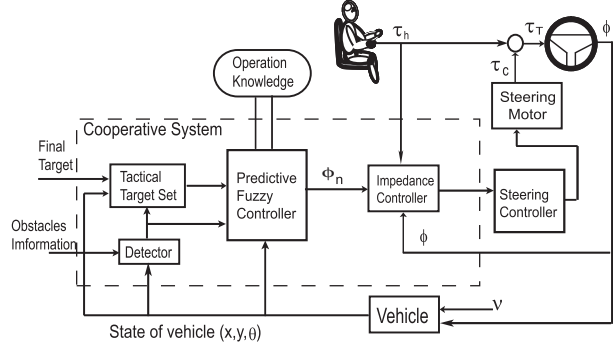 τh
τT
ϕ
τC
Operation
Knowledge
Steering
Motor
Cooperative System
Final
Target
Tactical
Target Set
Predictive
Fuzzy
Controller
Φn
Impedance
Controller
Steering
Controller
Obstacles
Imformation
Detector
ϕ
Vehicle
ν
State of vehicle (x,y,θ)